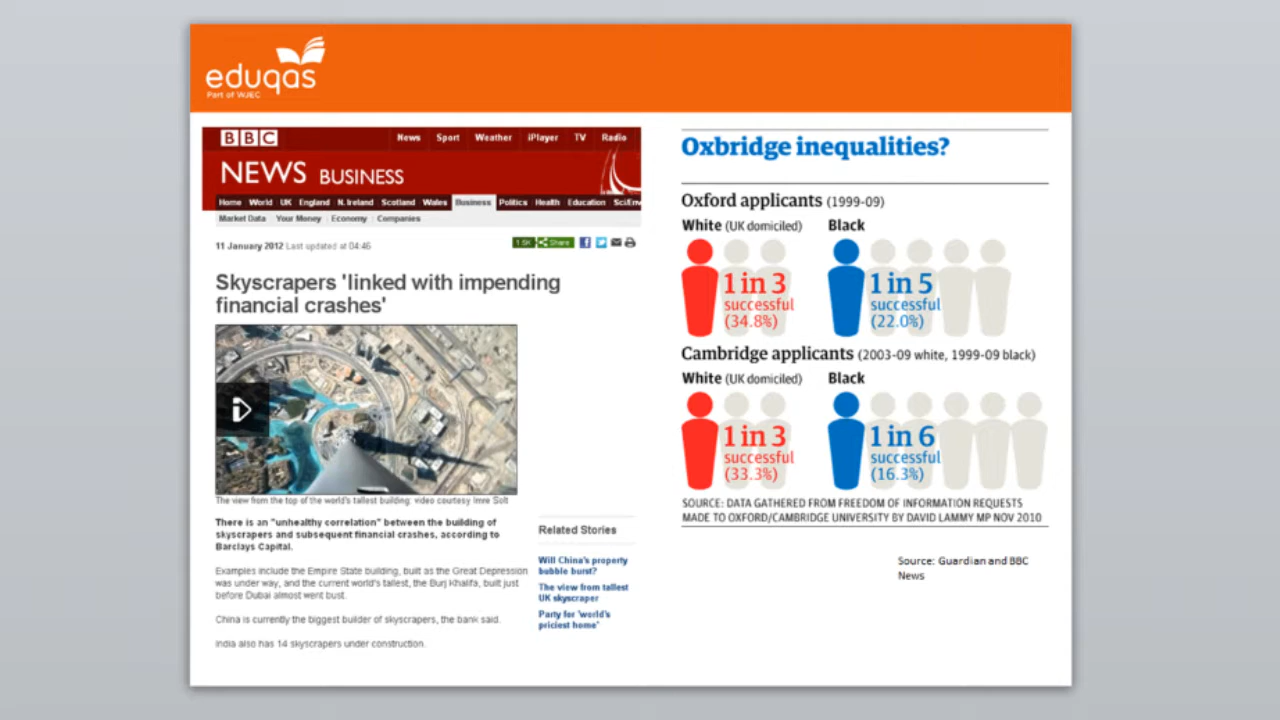 eduqas
Part of WJEC
BBC
News Sport Weather iPlayer TV Radio
NEWS BUSINESS
Home World UK England N. Ireland Scotland Wales Business Politics Health Education Sci/Env
Market Data Your Money Economy Companies
11 January 2012 Last updated at 04:46
1.5K Share
Skyscrapers 'linked with impending
financial crashes'
The view from the top of the world's tallest building: video courtesy Imre Solt
There is an "unhealthy correlation" between the building of
skyscrapers and subsequent financial crashes, according to
Barclays Capital.
Examples include the Empire State building, built as the Great Depression
was under way, and the current world's tallest, the Burj Khalifa, built just
before Dubai almost went bust.
China is currently the biggest builder of skyscrapers, the bank said.
India also has 14 skyscrapers under construction.
Related Stories
Will China's property
bubble burst?
The view from tallest
UK skyscraper
Party for 'world's
priciest home'
Oxbridge inequalities?
Oxford applicants (1999-09)
White (UK domiciled) Black
1 in 3
successful
(34.8%)
1 in 5
successful
(22.0%)
Cambridge applicants (2003-09 white, 1999-09 black)
White (UK domiciled) Black
1 in 3
successful
(33.3%)
1 in 6
successful
(16.3%)
SOURCE: DATA GATHERED FROM FREEDOM OF INFORMATION REQUESTS
MADE TO OXFORD/CAMBRIDGE UNIVERSITY BY DAVID LAMMY MP NOV 2010
Source: Guardian and BBC
News